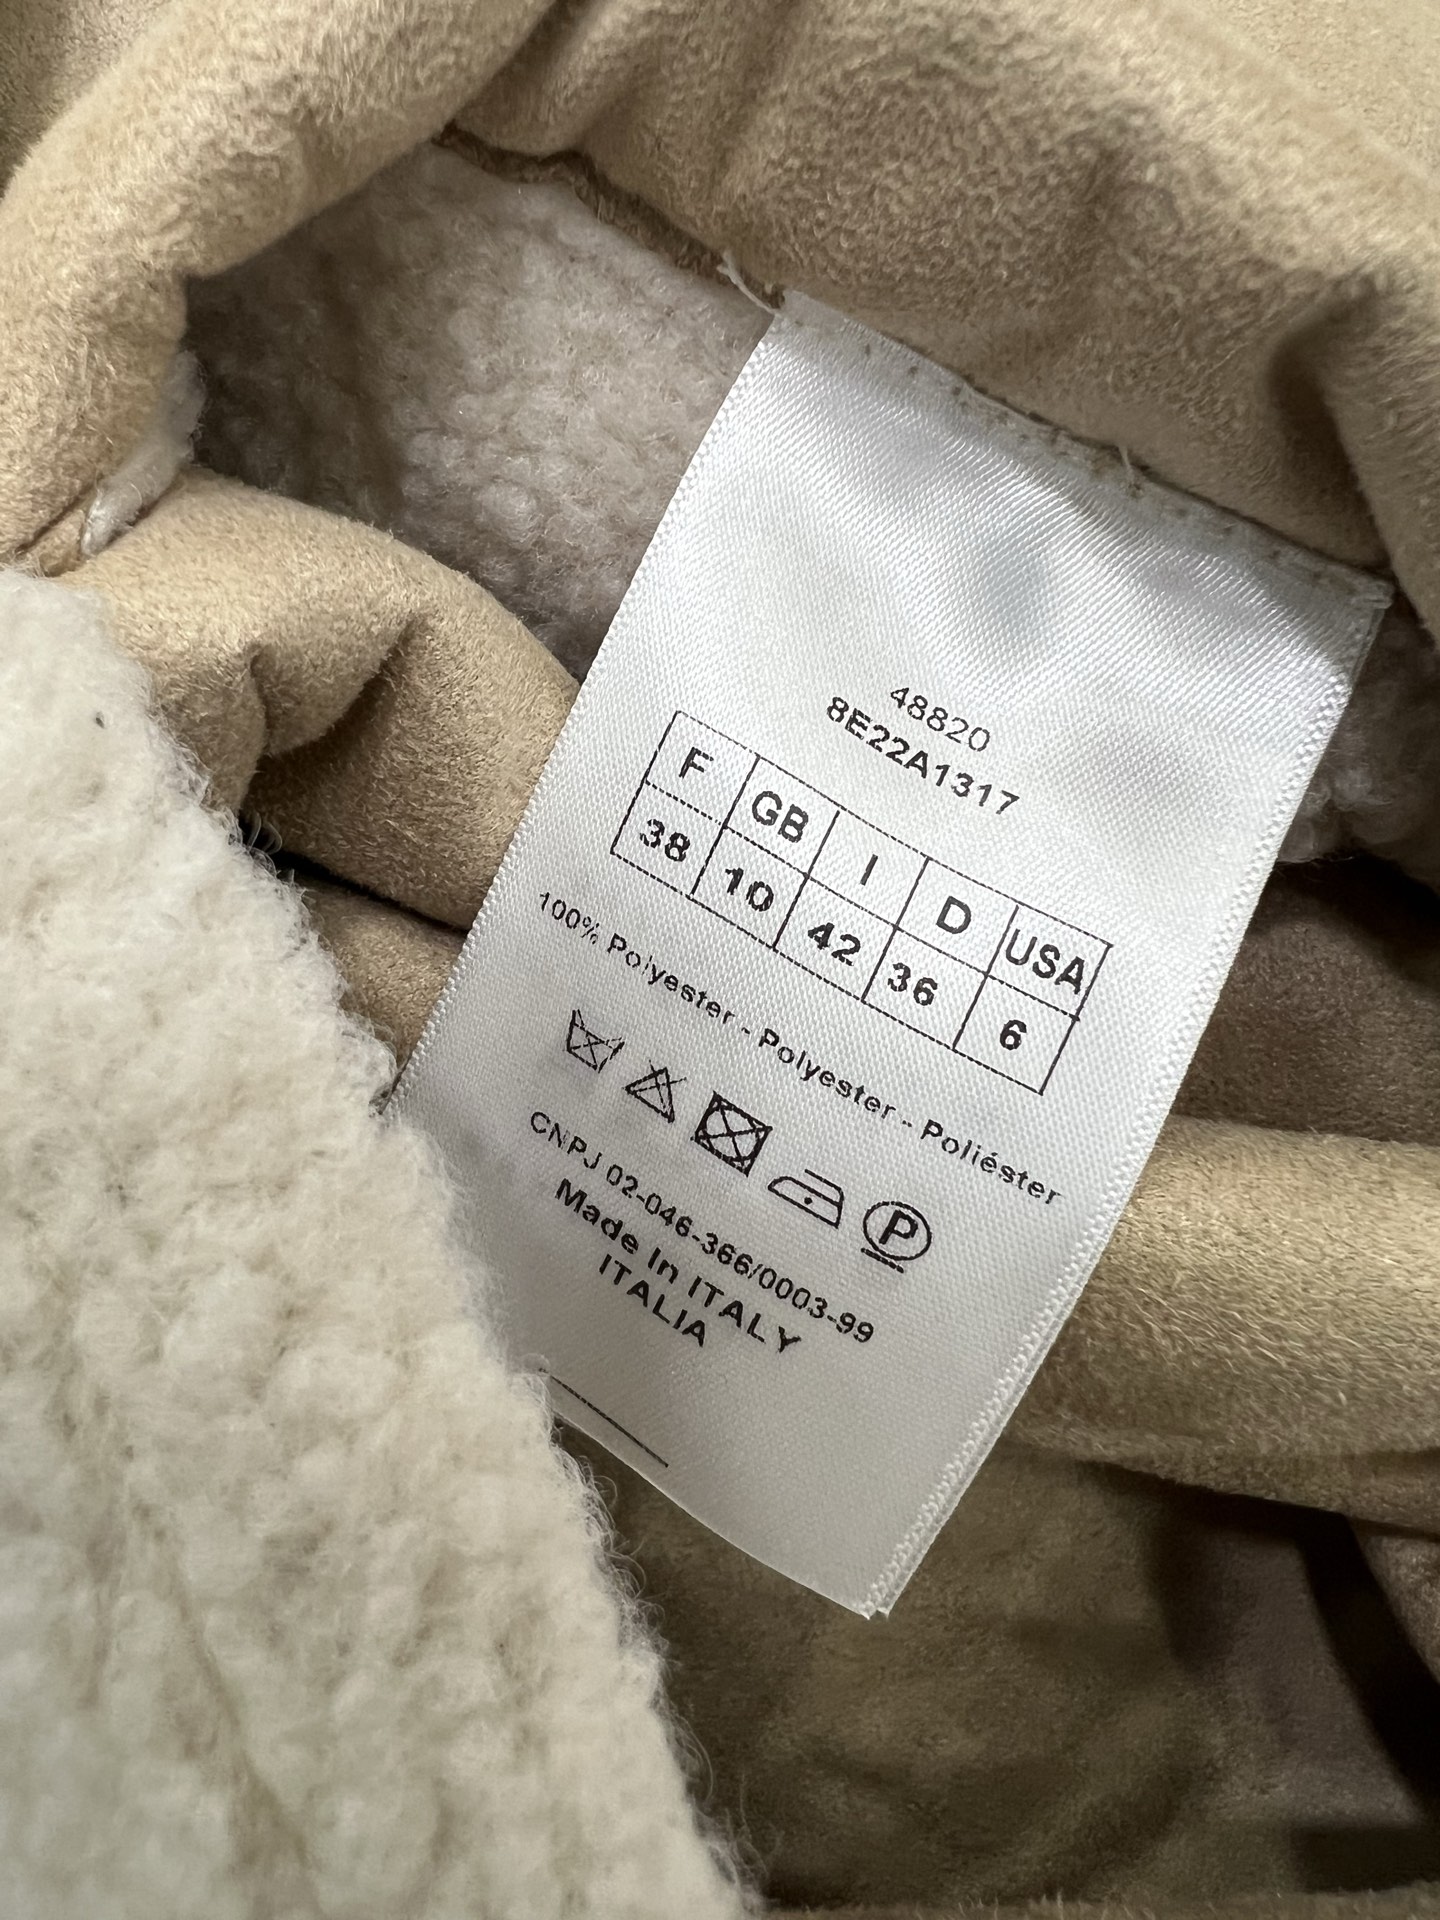 48820
8E22A1317
F GB I D USA
38 10 42 36 6
100% Polyester - Polyester - Poliéster
P
CNPJ 02-046-366/0003-99
Made In ITALY
ITALIA